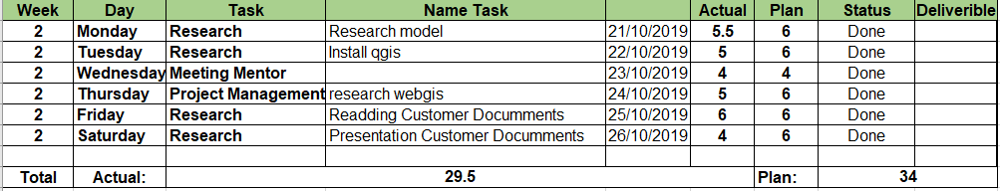 Week Day Task Name Task Actual Plan Status Deliverible
2 Monday Research Research model 21/10/2019 5.5 6 Done
2 Tuesday Research Install qgis 22/10/2019 5 6 Done
2 Wednesday Meeting Mentor 23/10/2019 4 4 Done
2 Thursday Project Management research webgis 24/10/2019 5 6 Done
2 Friday Research Readding Customer Documments 25/10/2019 6 6 Done
2 Saturday Research Presentation Customer Documments 26/10/2019 4 6 Done
Total Actual: 29.5 Plan: 34